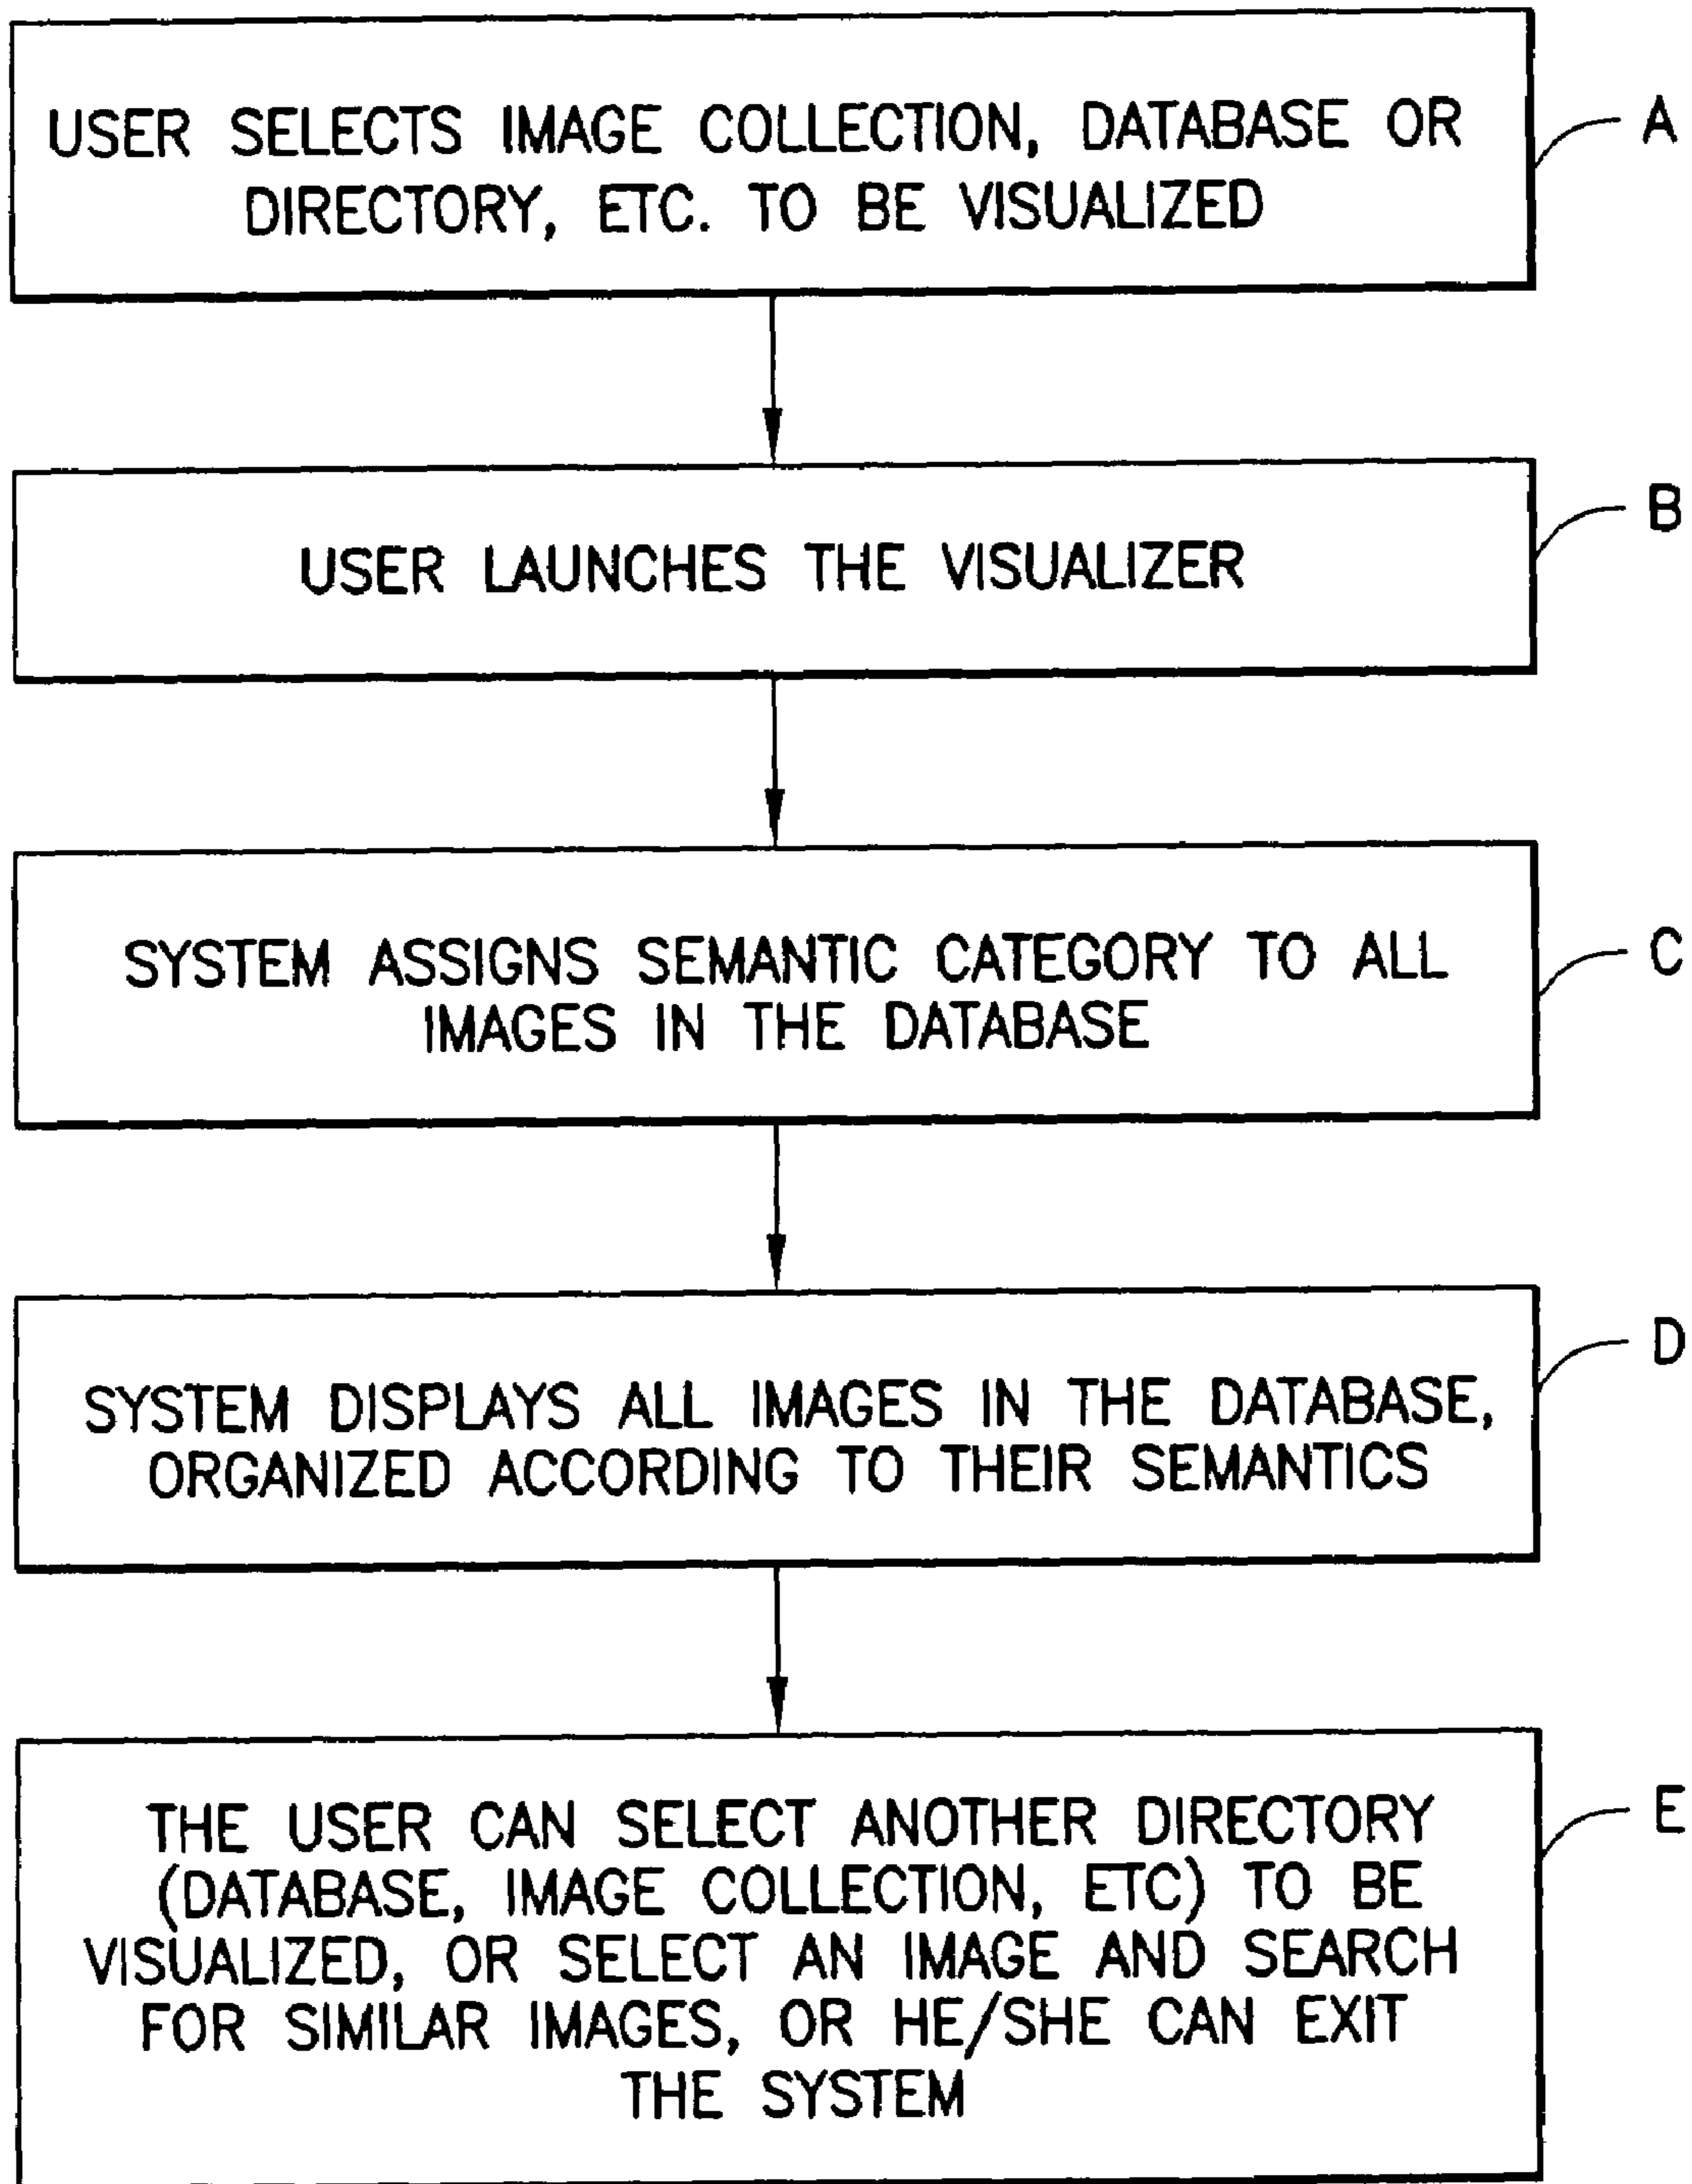 USER SELECTS IMAGE COLLECTION, DATABASE OR
DIRECTORY, ETC. TO BE VISUALIZED
A
USER LAUNCHES THE VISUALIZER
B
SYSTEM ASSIGNS SEMANTIC CATEGORY TO ALL
IMAGES IN THE DATABASE
C
SYSTEM DISPLAYS ALL IMAGES IN THE DATABASE,
ORGANIZED ACCORDING TO THEIR SEMANTICS
D
THE USER CAN SELECT ANOTHER DIRECTORY
(DATABASE, IMAGE COLLECTION, ETC) TO BE
VISUALIZED, OR SELECT AN IMAGE AND SEARCH
FOR SIMILAR IMAGES, OR HE/SHE CAN EXIT
THE SYSTEM
E